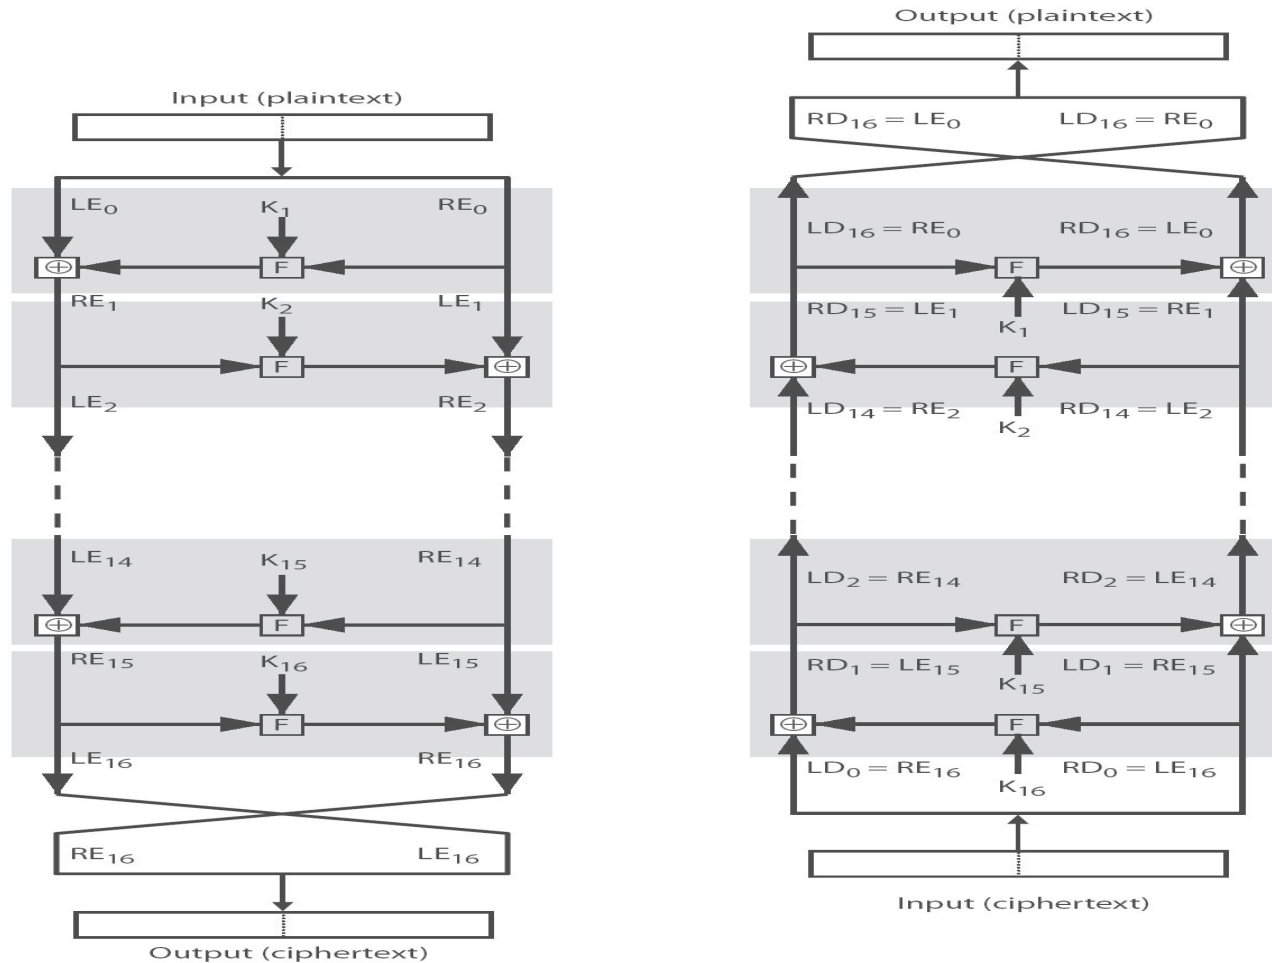 Input (plaintext)
LE0 K1 RE0
⊕ F
RE1 K2 LE1
F ⊕
LE2 RE2
LE14 K15 RE14
⊕ F
RE15 K16 LE15
F ⊕
LE16 RE16
RE16 LE16
Output (ciphertext)
Output (plaintext)
RD16 = LE0 LD16 = RE0
LD16 = RE0 RD16 = LE0
F ⊕
RD15 = LE1 K1 LD15 = RE1
⊕ F
LD14 = RE2 K2 RD14 = LE2
LD2 = RE14 RD2 = LE14
F ⊕
RD1 = LE15 K15 LD1 = RE15
⊕ F
LD0 = RE16 K16 RD0 = LE16
Input (ciphertext)